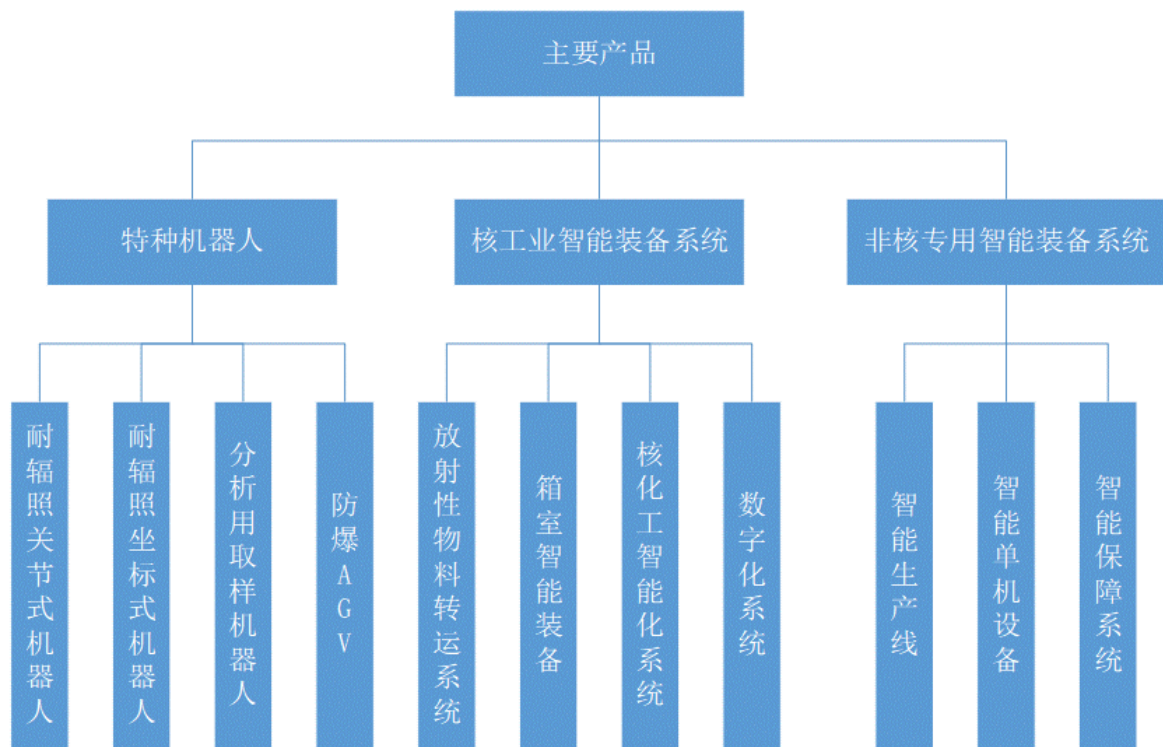 主要产品
特种机器人
核工业智能装备系统
非核专用智能装备系统
耐辐照关节式机器人
耐辐照坐标式机器人
分析用取样机器人
防爆AGV
放射性物料转运系统
箱室智能装备
核化工智能化系统
数字化系统
智能生产线
智能单机设备
智能保障系统